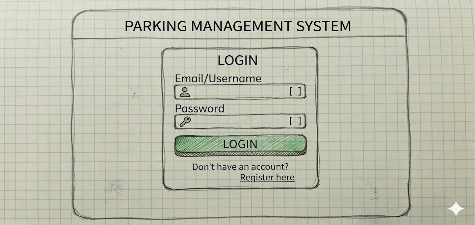 PARKING MANAGEMENT SYSTEM
LOGIN
Email/Username
[ ]
Password
[ ]
LOGIN
Don't have an account?
Register here